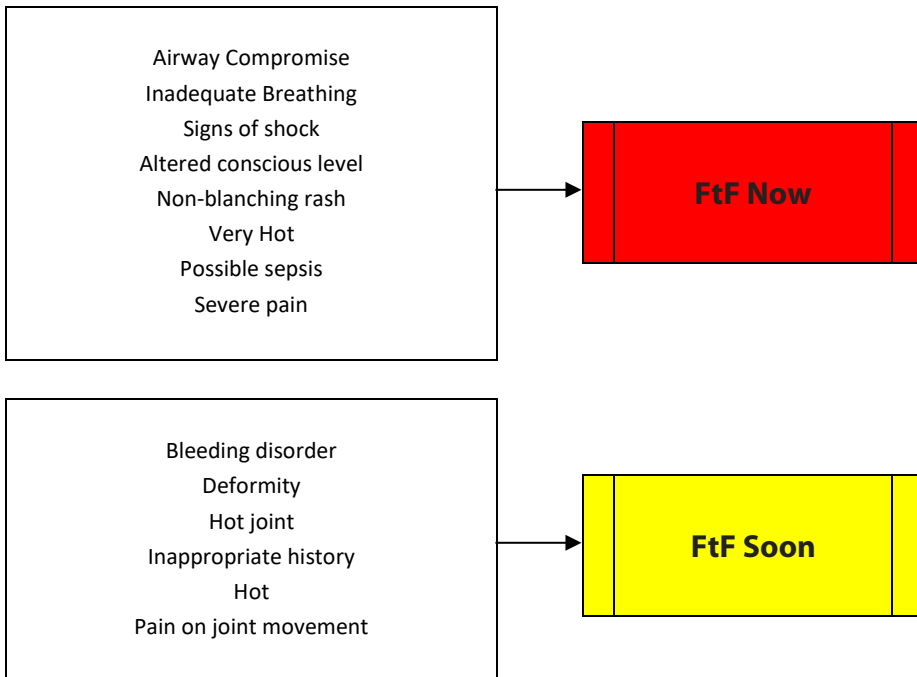 Airway Compromise
Inadequate Breathing
Signs of shock
Altered conscious level
Non-blanching rash
Very Hot
Possible sepsis
Severe pain
FtF Now
Bleeding disorder
Deformity
Hot joint
Inappropriate history
Hot
Pain on joint movement
FtF Soon